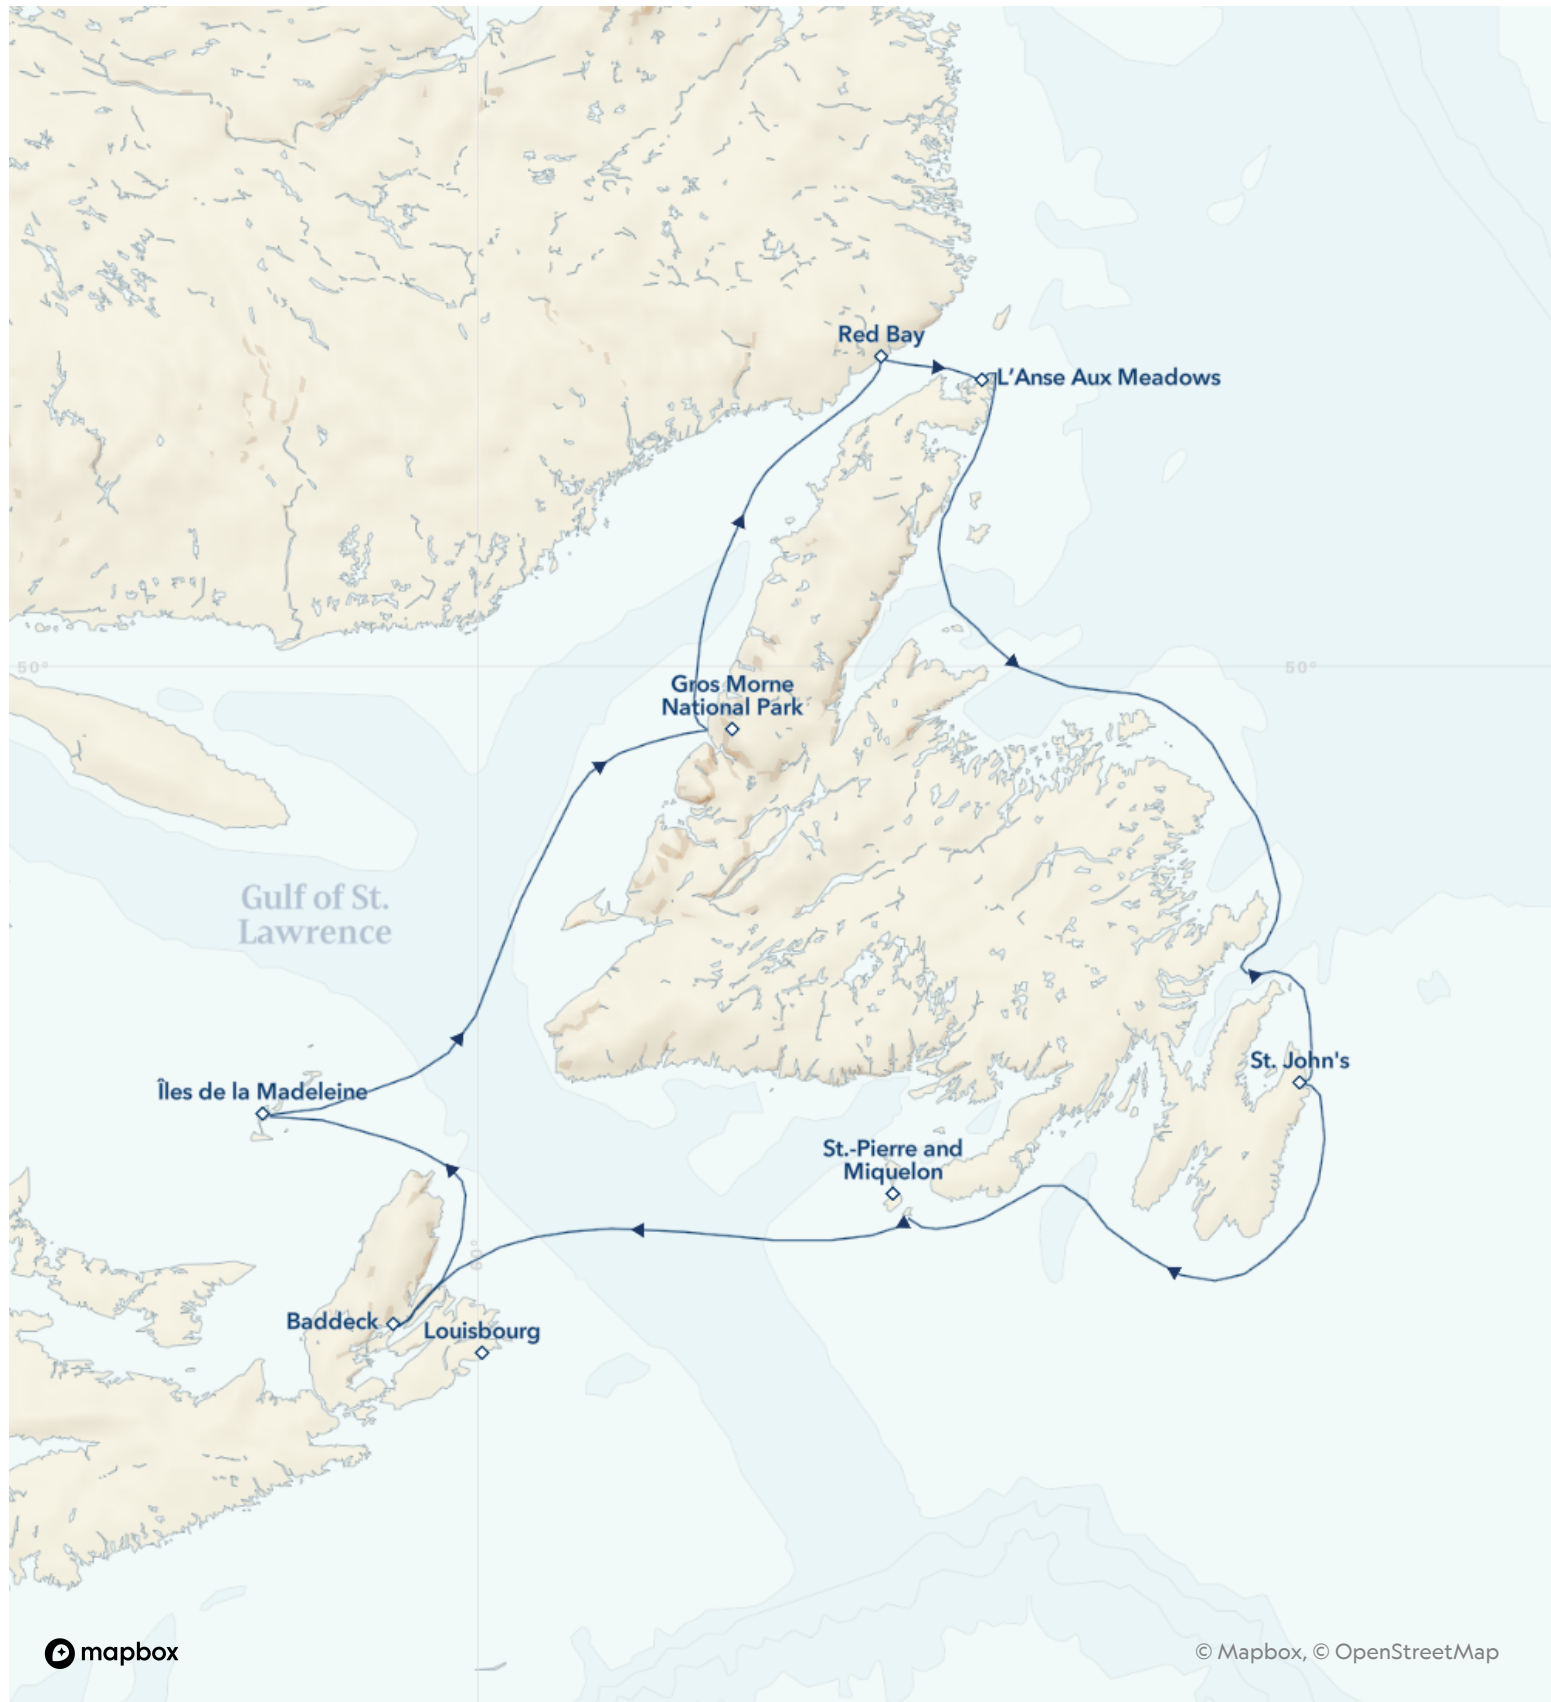 Red Bay
L'Anse Aux Meadows
50°
50°
Gros Morne
National Park
Gulf of St.
Lawrence
Îles de la Madeleine
St. John's
St.-Pierre and
Miquelon
Baddeck
Louisbourg
mapbox
© Mapbox, © OpenStreetMap